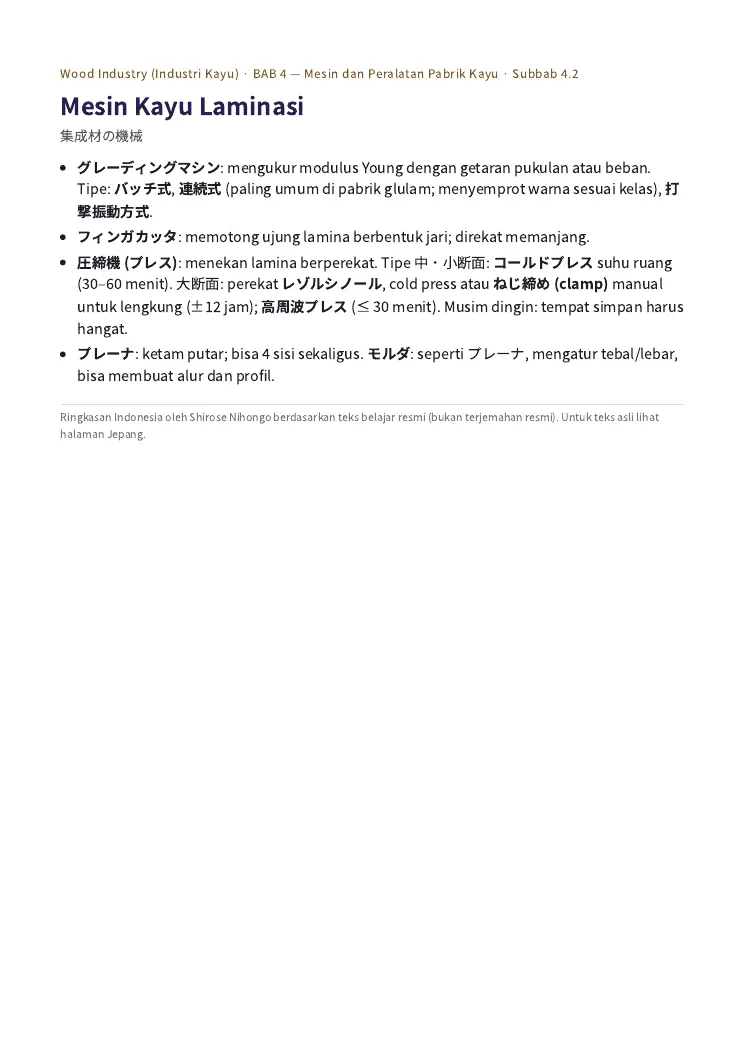 Wood Industry (Industri Kayu) · BAB 4 — Mesin dan Peralatan Pabrik Kayu · Subbab 4.2
Mesin Kayu Laminasi
集成材の機械
• グレーディングマシン: mengukur modulus Young dengan getaran pukulan atau beban.
Tipe: バッチ式, 連続式 (paling umum di pabrik glulam; menyemprot warna sesuai kelas), 打
撃振動方式.
• フィンガカッタ: memotong ujung lamina berbentuk jari; direkat memanjang.
• 圧締機 (プレス): menekan lamina berperekat. Tipe 中・小断面: コールドプレス suhu ruang
(30–60 menit). 大断面: perekat レゾルシノール, cold press atau ねじ締め (clamp) manual
untuk lengkung (±12 jam); 高周波プレス (≤ 30 menit). Musim dingin: tempat simpan harus
hangat.
• プレーナ: ketam putar; bisa 4 sisi sekaligus. モルダ: seperti プレーナ, mengatur tebal/lebar,
bisa membuat alur dan profil.
Ringkasan Indonesia oleh Shirose Nihongo berdasarkan teks belajar resmi (bukan terjemahan resmi). Untuk teks asli lihat
halaman Jepang.